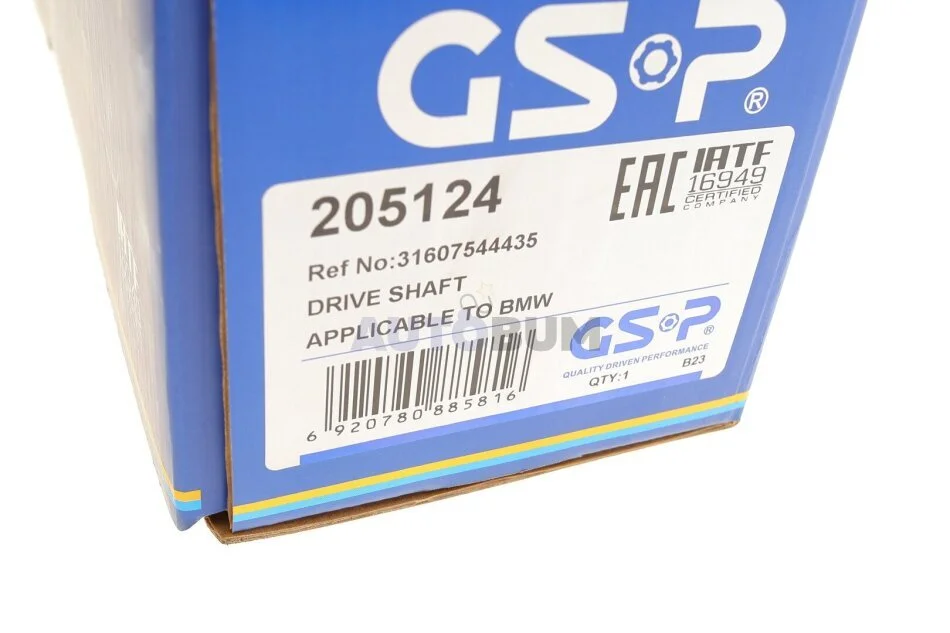 GSP®
205124
EAC
IATF
16949
CERTIFIED
COMPANY
Ref No:31607544435
DRIVE SHAFT
APPLICABLE TO BMW
AUTOBUM
GSP®
QUALITY DRIVEN PERFORMANCE
QTY:1
B23
6 920780 885816